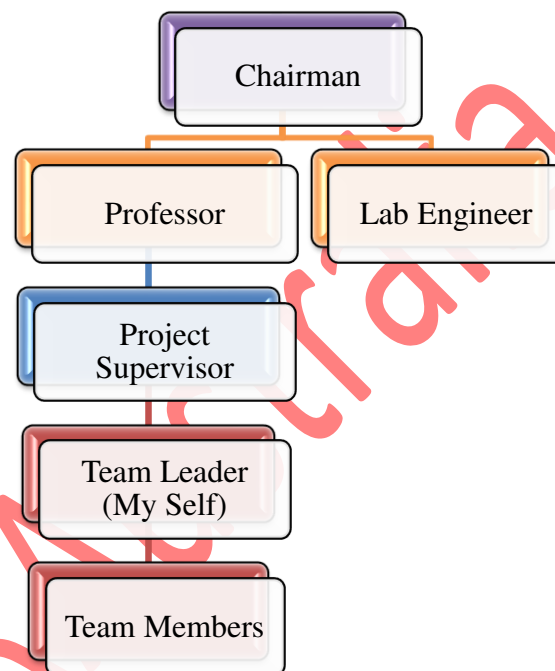 Chairman
Professor
Lab Engineer
Project
Supervisor
Team Leader
(My Self)
Team Members